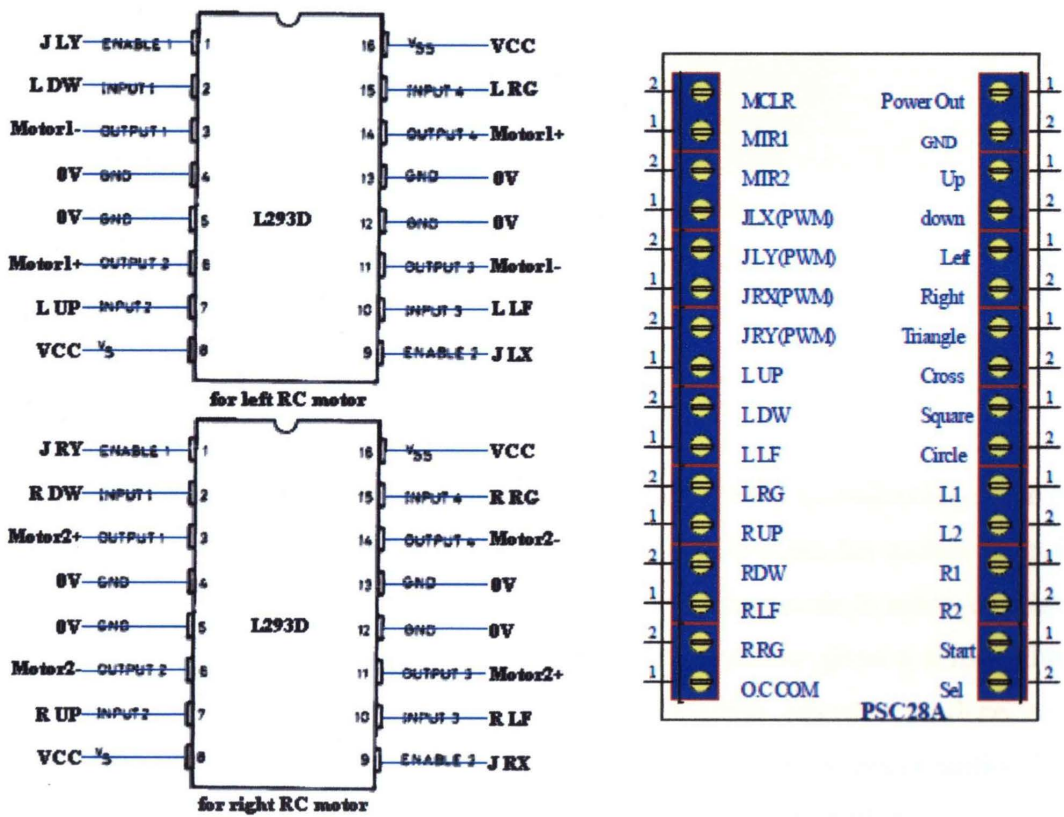 JLY ENABLE 1 1 16 VSS VCC
L DW INPUT 1 2 15 INPUT 4 L RG
Motor1- OUTPUT 1 3 14 OUTPUT 4 Motor1+
0V GND 4 13 GND 0V
0V GND 5 L293D 12 GND 0V
Motor1+ OUTPUT 2 6 11 OUTPUT 3 Motor1-
L UP INPUT 2 7 10 INPUT 3 L LF
VCC VS 8 9 ENABLE 2 JLX
for left RC motor
JRY ENABLE 1 1 16 VSS VCC
R DW INPUT 1 2 15 INPUT 4 R RG
Motor2+ OUTPUT 1 3 14 OUTPUT 4 Motor2-
0V GND 4 13 GND 0V
0V GND 5 L293D 12 GND 0V
Motor2- OUTPUT 2 6 11 OUTPUT 3 Motor2+
R UP INPUT 2 7 10 INPUT 3 R LF
VCC VS 8 9 ENABLE 2 JRX
for right RC motor
2 MCLR Power Out 1
1 MTR1 GND 2
2 MTR2 Up 1
1 JLX(PWM) down 2
2 JLY(PWM) Left 1
1 JRX(PWM) Right 2
2 JRY(PWM) Triangle 1
1 L UP Cross 2
2 L DW Square 1
1 L LF Circle 2
2 L RG L1 1
1 R UP L2 2
2 RDW R1 1
1 R LF R2 2
2 R RG Start 1
1 O.C COM Sel 2
PSC28A